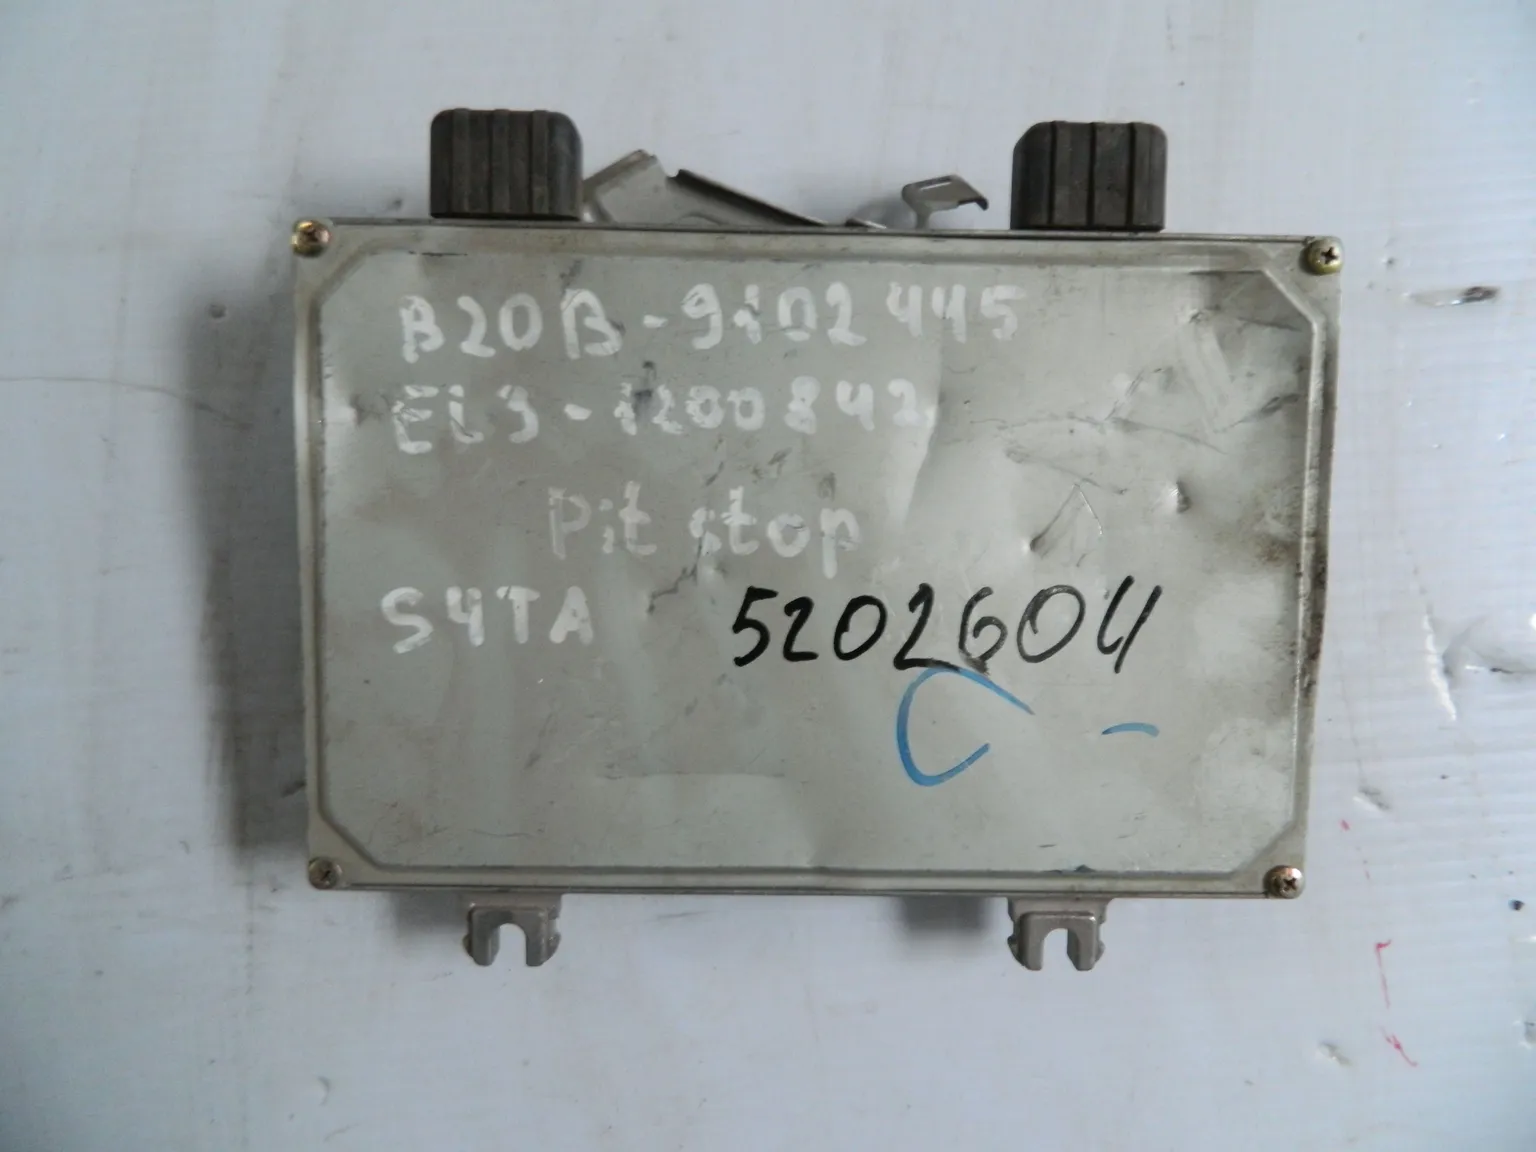 B20B-9102445
EL3-1200842
Pit stop
S4TA 5202604
C -